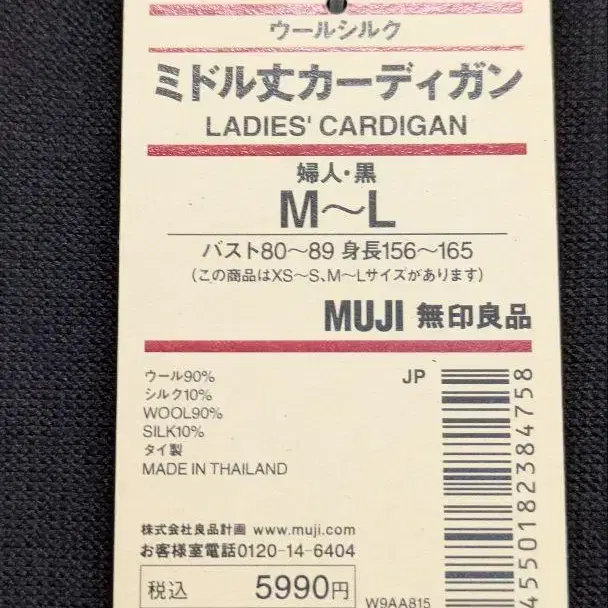 ウールシルク
ミドル丈カーディガン
LADIES' CARDIGAN
婦人・黒
M〜L
バスト80〜89 身長156〜165
(この商品はXS〜S、M〜Lサイズがあります)
MUJI 無印良品
ウール90%
シルク10%
WOOL90%
SILK10%
タイ製
MADE IN THAILAND
JP
4550182384758
株式会社良品計画 www.muji.com
お客様室電話0120-14-6404
税込 5990円
W9AA815